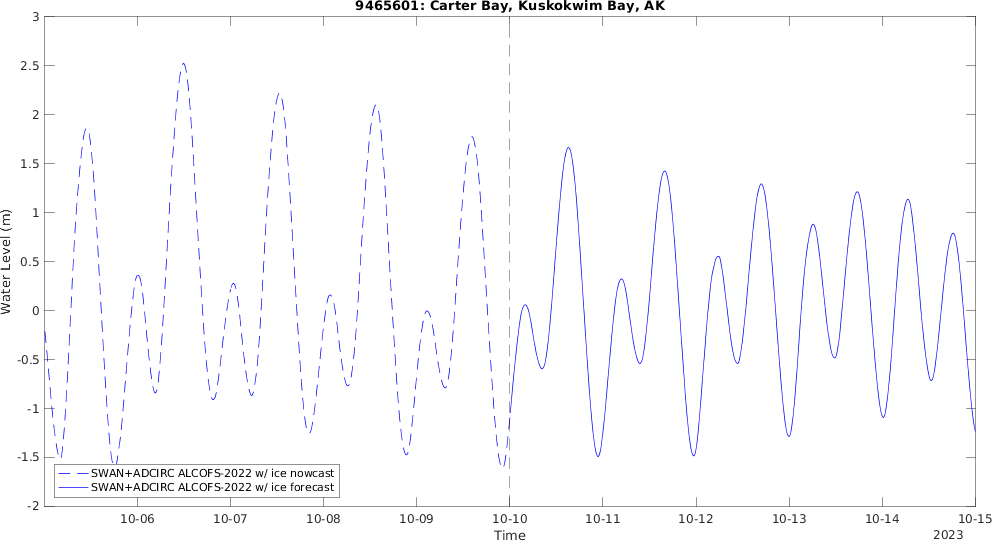 9465601: Carter Bay, Kuskokwim Bay, AK
3
2.5
2
1.5
1
0.5
0
-0.5
-1
-1.5
-2
Water Level (m)
SWAN+ADCIRC ALCOFS-2022 w/ ice nowcast
SWAN+ADCIRC ALCOFS-2022 w/ ice forecast
10-06 10-07 10-08 10-09 10-10 10-11 10-12 10-13 10-14 10-15
Time
2023